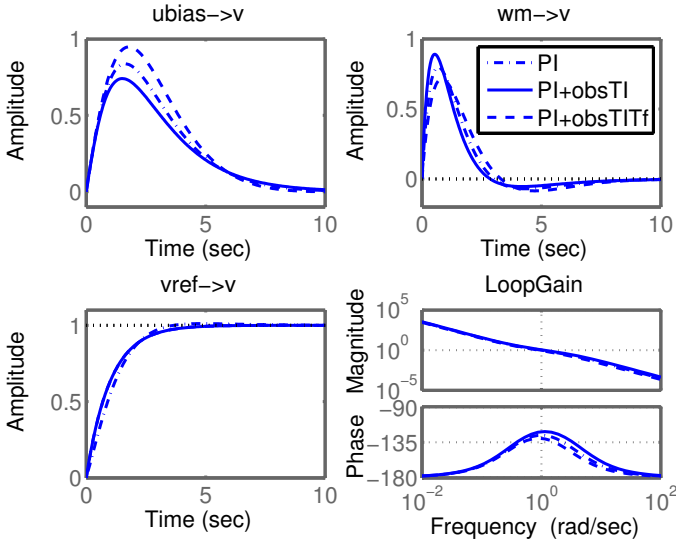 ubias->v
Amplitude
1
0.5
0
0
5
10
Time (sec)
wm->v
Amplitude
1
0.5
0
0
5
10
Time (sec)
PI
PI+obsTI
PI+obsTITf
vref->v
Amplitude
1
0.5
0
0
5
10
Time (sec)
LoopGain
Magnitude
10^5
10^0
10^-5
Phase
-90
-135
-180
10^-2
10^0
10^2
Frequency (rad/sec)